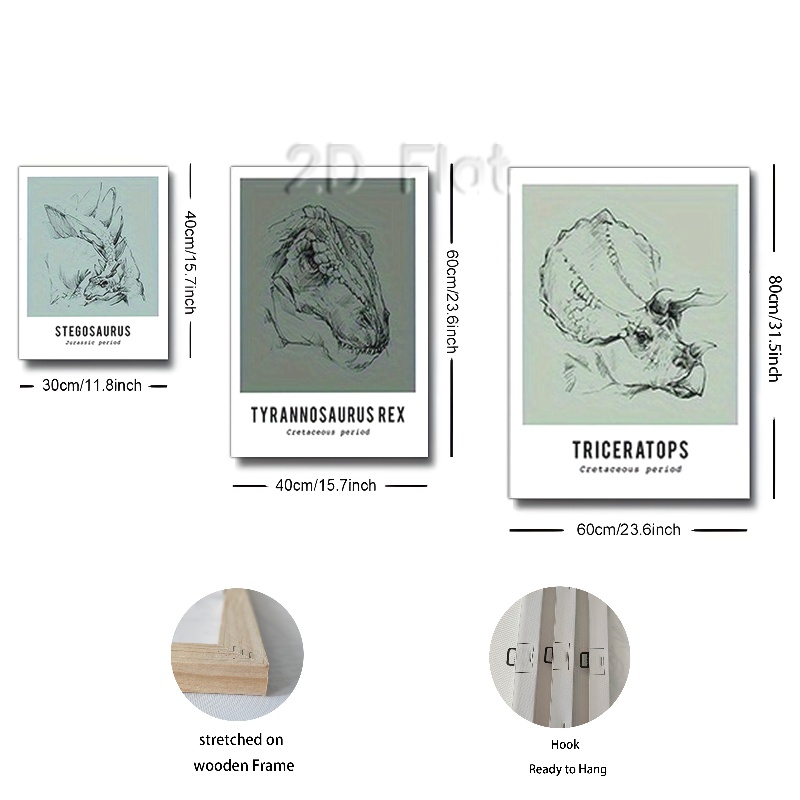 2D Flat
STEGOSAURUS
Jurassic period
40cm/15.7inch
30cm/11.8inch
TYRANNOSAURUS REX
Cretaceous period
60cm/23.6inch
40cm/15.7inch
TRICERATOPS
Cretaceous period
80cm/31.5inch
60cm/23.6inch
stretched on
wooden Frame
Hook
Ready to Hang